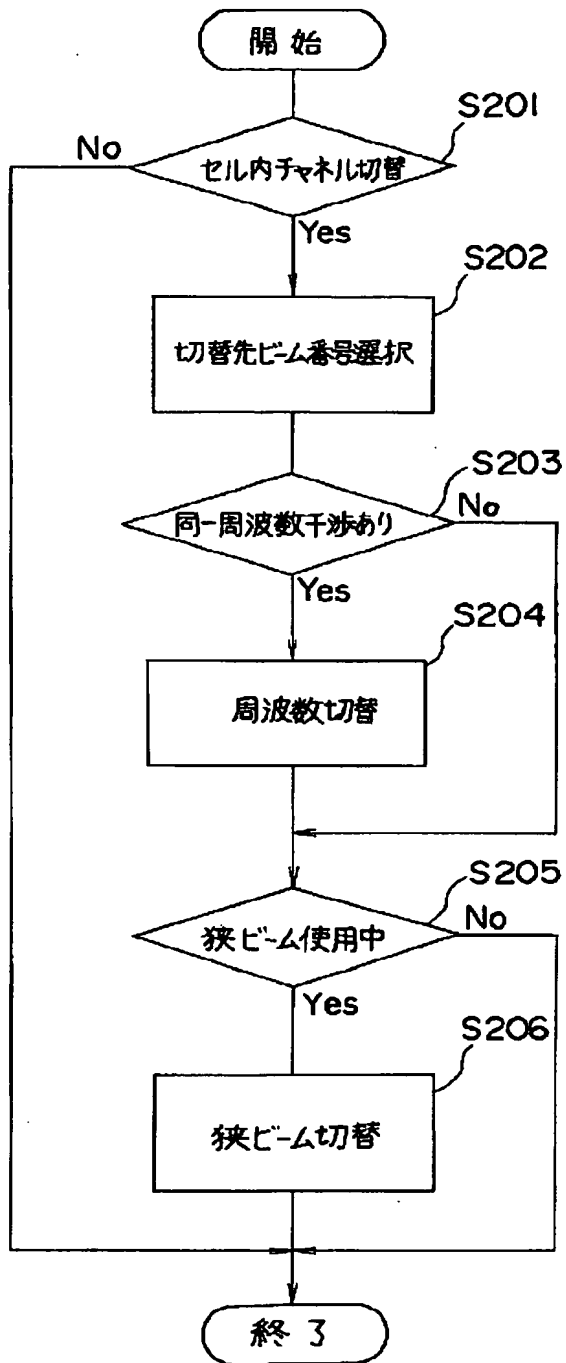 開始
S201
No
セル内チャネル切替
Yes
S202
切替先ビーム番号選択
S203
No
同一周波数干渉あり
Yes
S204
周波数切替
S205
No
狭ビーム使用中
Yes
S206
狭ビーム切替
終了